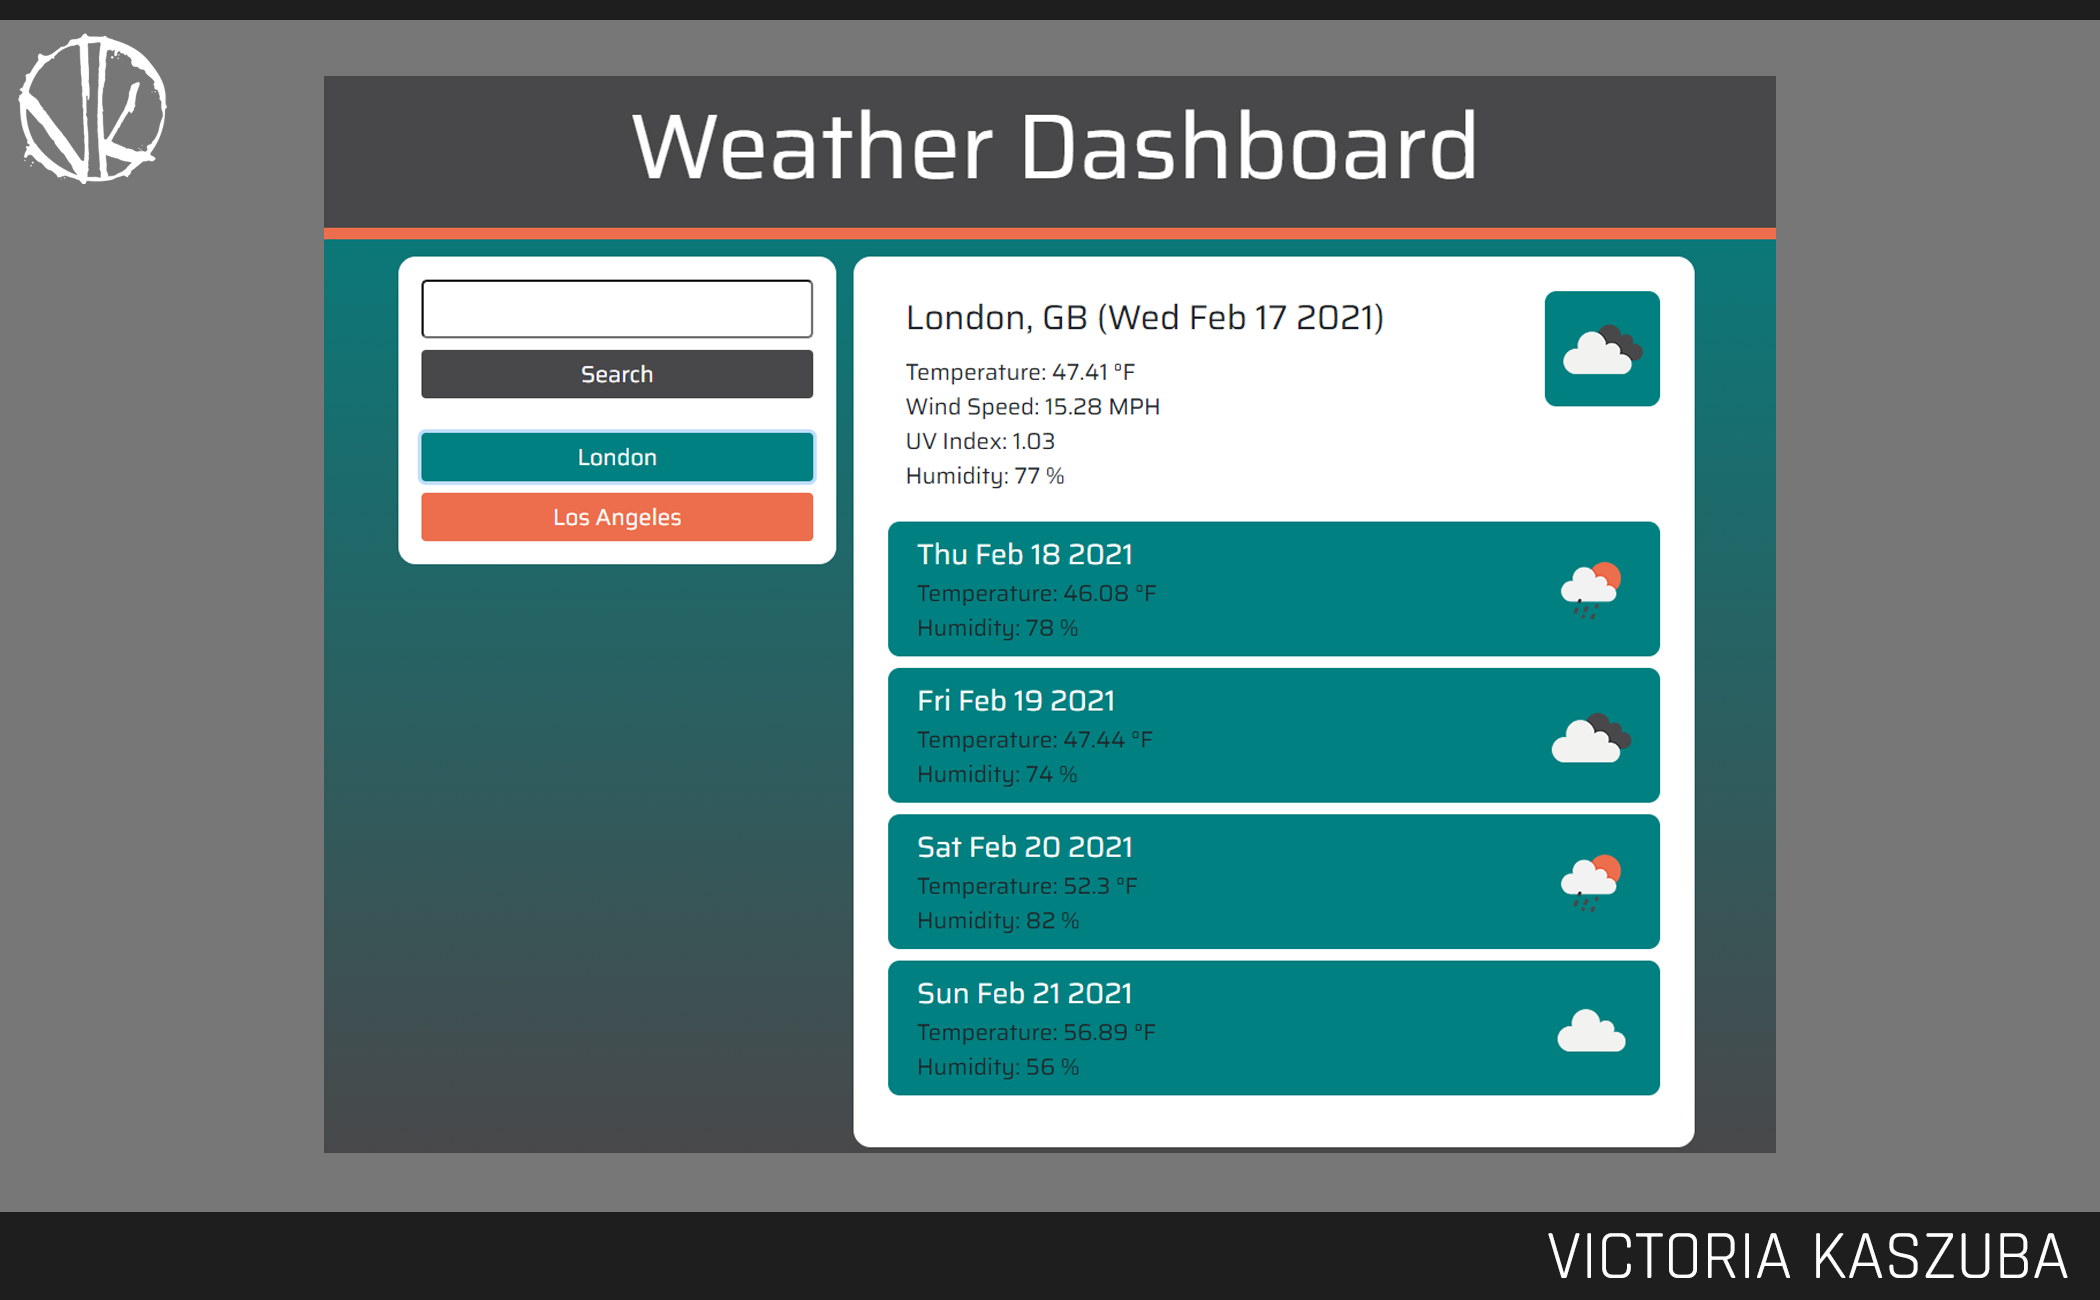 VK
Weather Dashboard
Search
London
Los Angeles
London, GB (Wed Feb 17 2021)
Temperature: 47.41 °F
Wind Speed: 15.28 MPH
UV Index: 1.03
Humidity: 77 %
Thu Feb 18 2021
Temperature: 46.08 °F
Humidity: 78 %
Fri Feb 19 2021
Temperature: 47.44 °F
Humidity: 74 %
Sat Feb 20 2021
Temperature: 52.3 °F
Humidity: 82 %
Sun Feb 21 2021
Temperature: 56.89 °F
Humidity: 56 %
VICTORIA KASZUBA